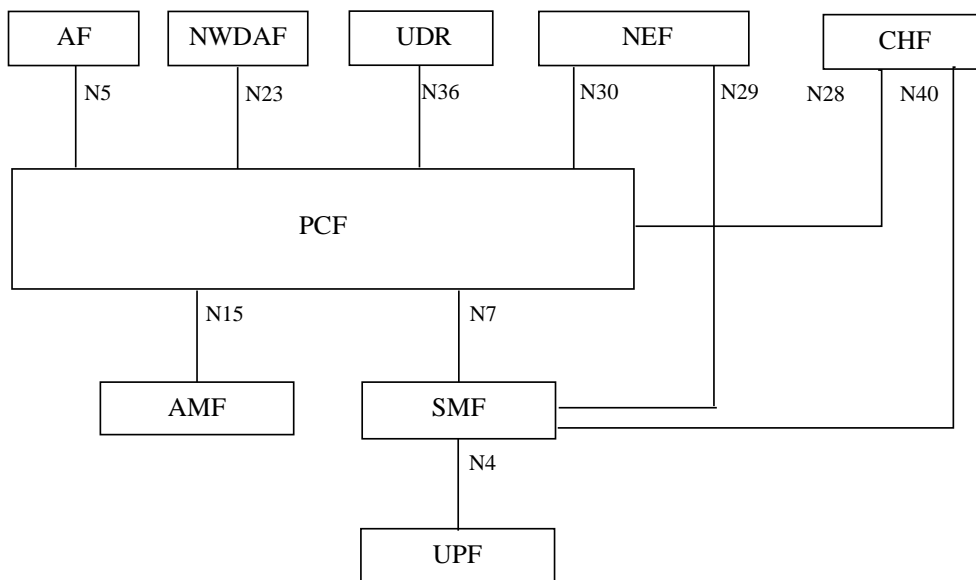 AF
NWDAF
UDR
NEF
CHF
N5
N23
N36
N30
N29
N28
N40
PCF
N15
N7
AMF
SMF
N4
UPF